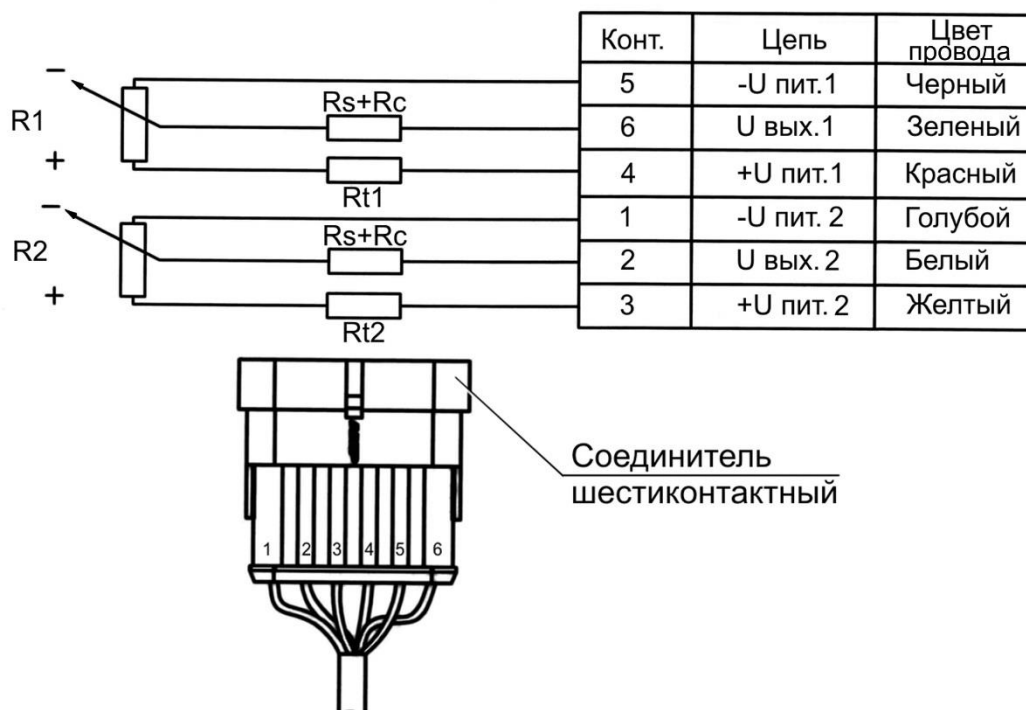 Конт. Цепь Цвет провода
5 -U пит.1 Черный
6 U вых.1 Зеленый
4 +U пит.1 Красный
1 -U пит. 2 Голубой
2 U вых. 2 Белый
3 +U пит. 2 Желтый
−
R1
+
Rs+Rc
Rt1
−
R2
+
Rs+Rc
Rt2
Соединитель
шестиконтактный
1 2 3 4 5 6